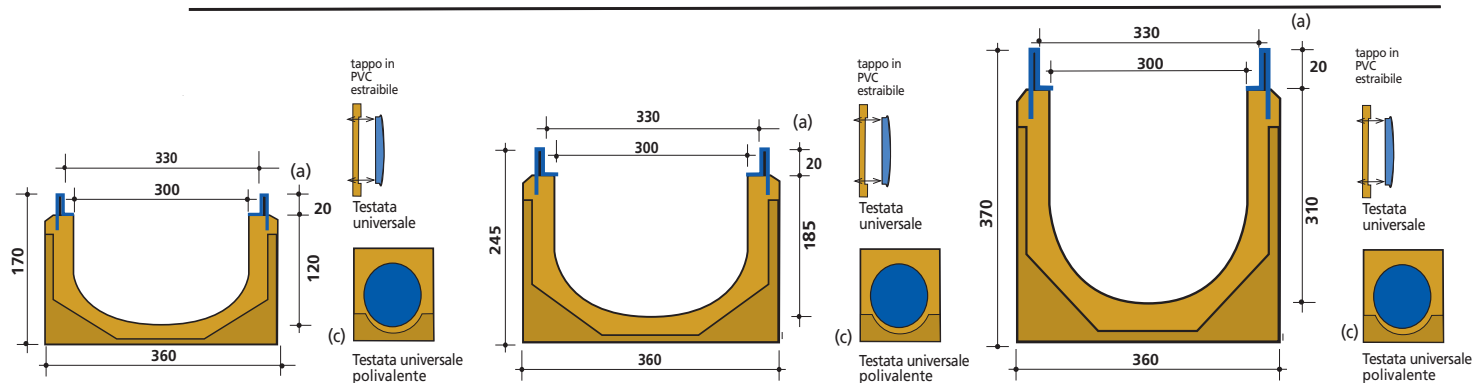 330
(a)
300
20
170
120
360
tappo in
PVC
estraibile
Testata
universale
(c)
Testata universale
polivalente
330
(a)
300
20
245
185
360
tappo in
PVC
estraibile
Testata
universale
(c)
Testata universale
polivalente
330
(a)
300
20
370
310
360
tappo in
PVC
estraibile
Testata
universale
(c)
Testata universale
polivalente